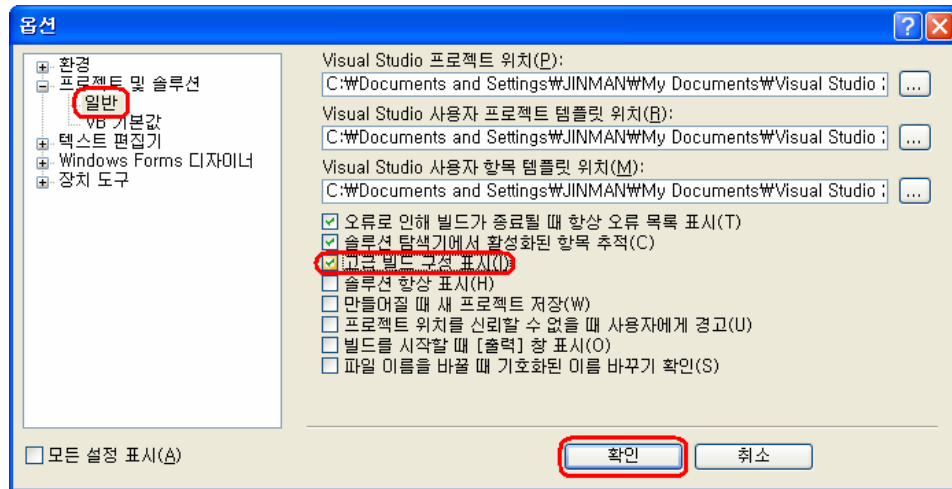 옵션
환경
프로젝트 및 솔루션
일반
VB 기본값
텍스트 편집기
Windows Forms 디자이너
장치 도구
Visual Studio 프로젝트 위치(P):
C:₩Documents and Settings₩JINMAN₩My Documents₩Visual Studio
...
Visual Studio 사용자 프로젝트 템플릿 위치(R):
C:₩Documents and Settings₩JINMAN₩My Documents₩Visual Studio
...
Visual Studio 사용자 항목 템플릿 위치(M):
C:₩Documents and Settings₩JINMAN₩My Documents₩Visual Studio
...
오류로 인해 빌드가 종료될 때 항상 오류 목록 표시(T)
솔루션 탐색기에서 활성화된 항목 추적(C)
고급 빌드 구성 표시(I)
솔루션 항상 표시(H)
만들어질 때 새 프로젝트 저장(W)
프로젝트 위치를 신뢰할 수 없을 때 사용자에게 경고(U)
빌드를 시작할 때 [출력] 창 표시(O)
파일 이름을 바꿀 때 기호화된 이름 바꾸기 확인(S)
모든 설정 표시(A)
확인
취소